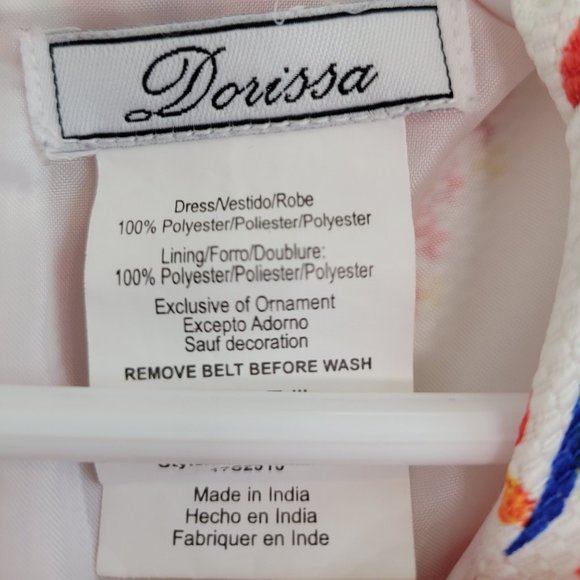 Dorissa
Dress/Vestido/Robe
100% Polyester/Poliester/Polyester
Lining/Forro/Doublure:
100% Polyester/Poliester/Polyester
Exclusive of Ornament
Excepto Adorno
Sauf decoration
REMOVE BELT BEFORE WASH
Made in India
Hecho en India
Fabriquer en Inde